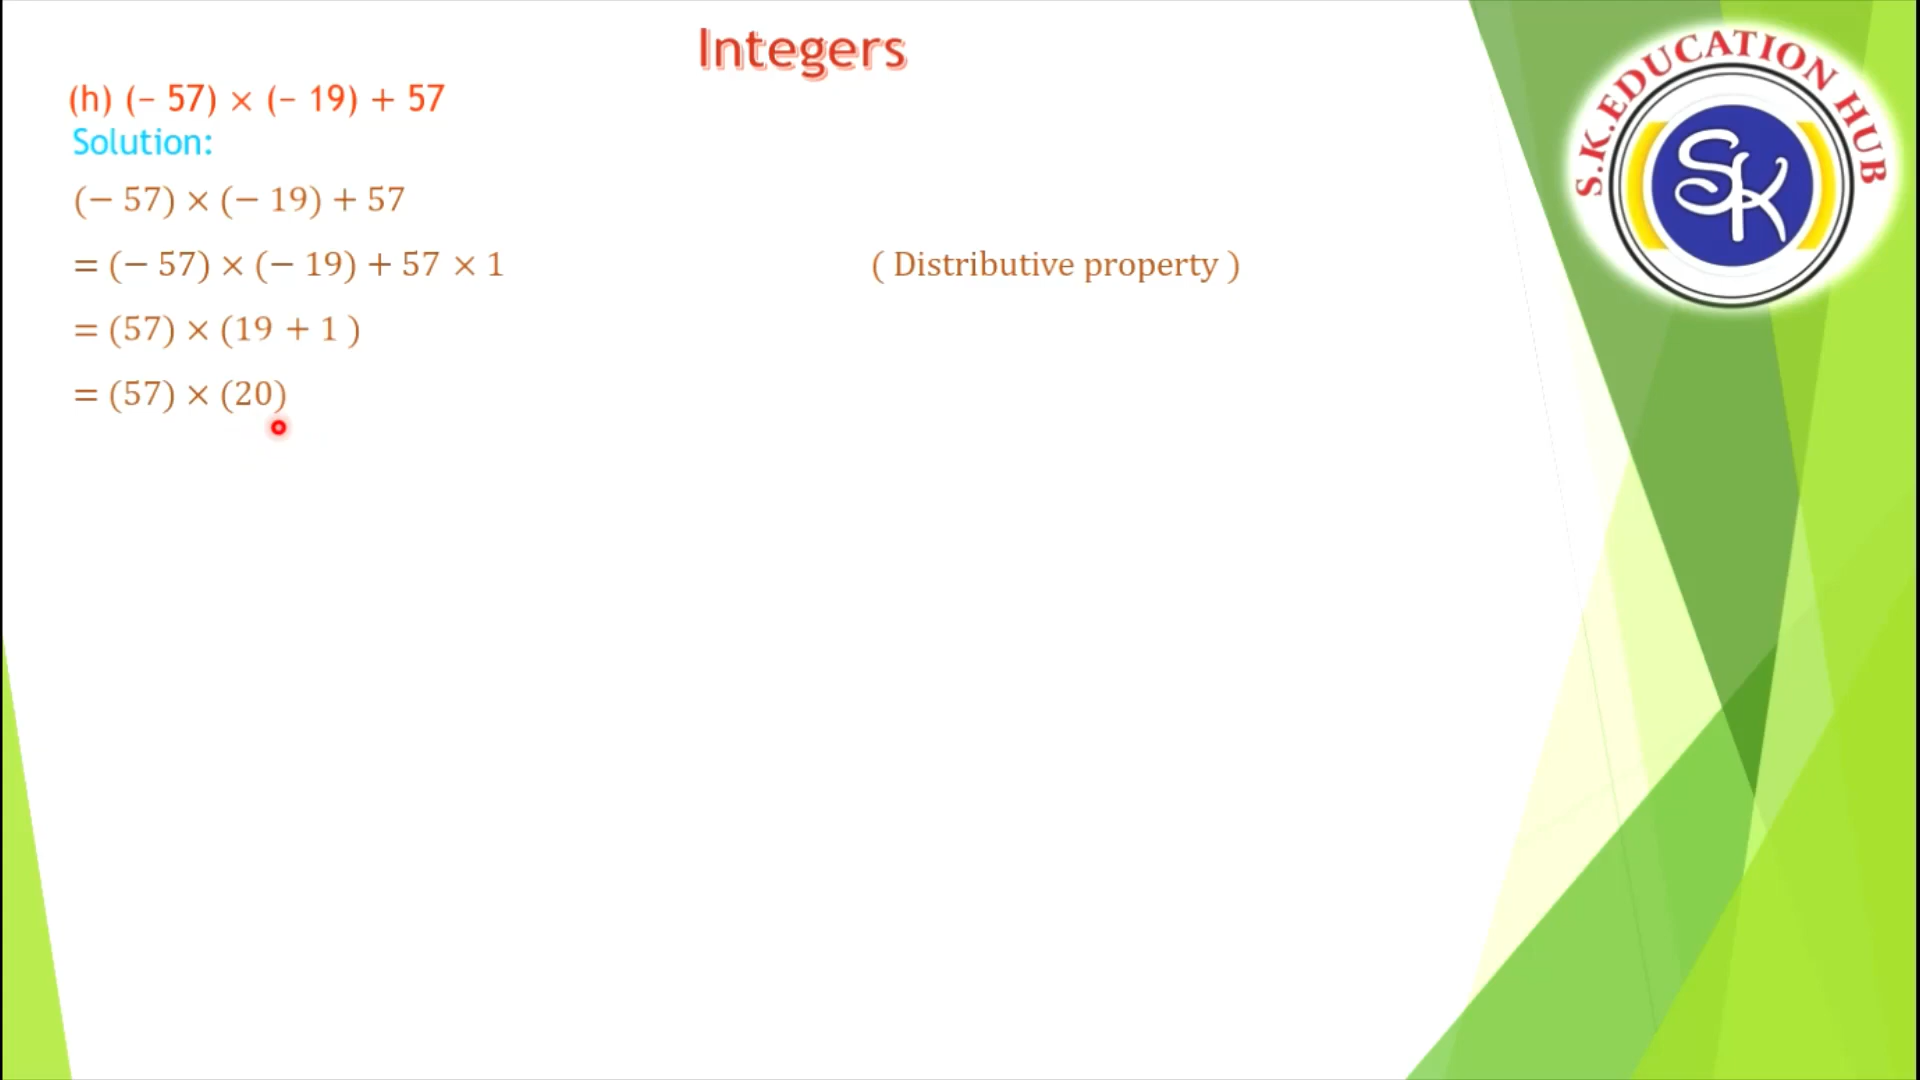 Integers
(h) (– 57) × (– 19) + 57
Solution:
(− 57) × (− 19) + 57
= (− 57) × (− 19) + 57 × 1 ( Distributive property )
= (57) × (19 + 1 )
= (57) × (20)
S.K.EDUCATION HUB
SK